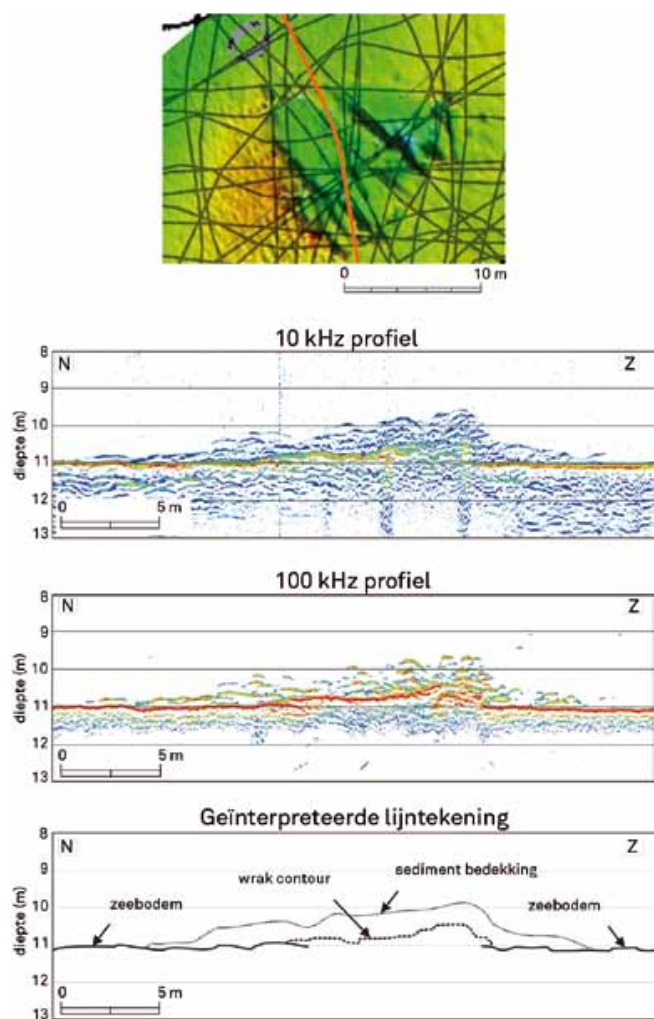 0 10 m
10 kHz profiel
N Z
8
9
10
11
12
13
diepte (m)
0 5 m
100 kHz profiel
N Z
8
9
10
11
12
13
diepte (m)
0 5 m
Geïnterpreteerde lijntekening
N Z
8
9
10
11
12
13
diepte (m)
sediment bedekking
wrak contour
zeebodem zeebodem
0 5 m